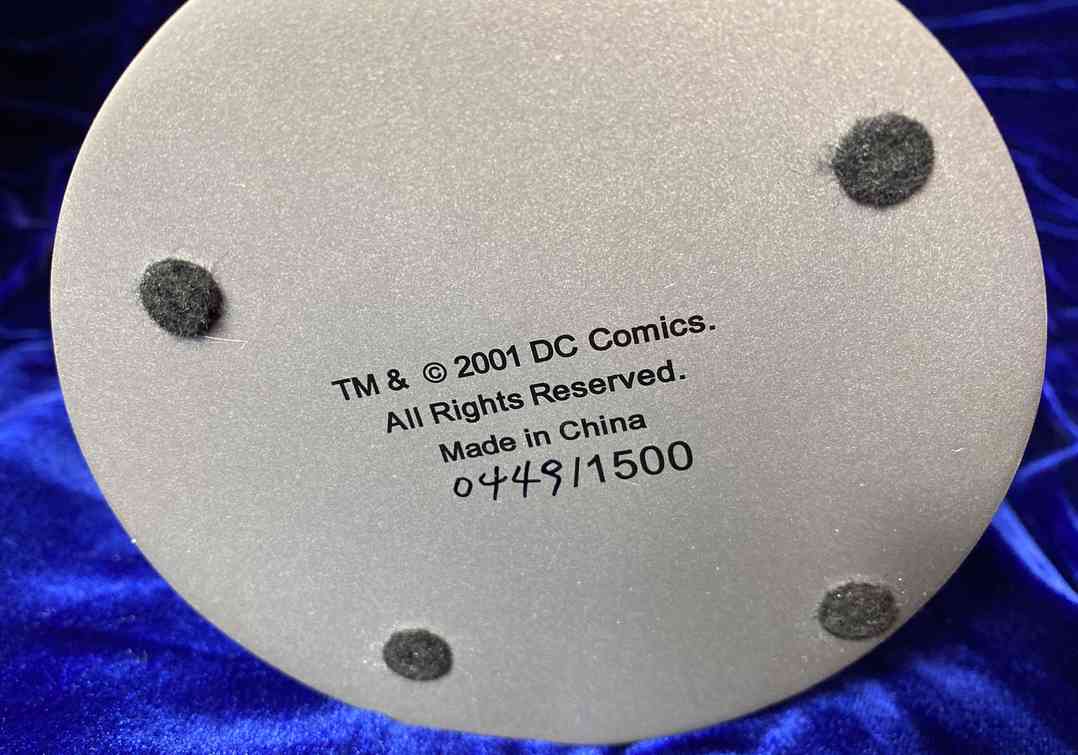 TM & © 2001 DC Comics.
All Rights Reserved.
Made in China
0449/1500